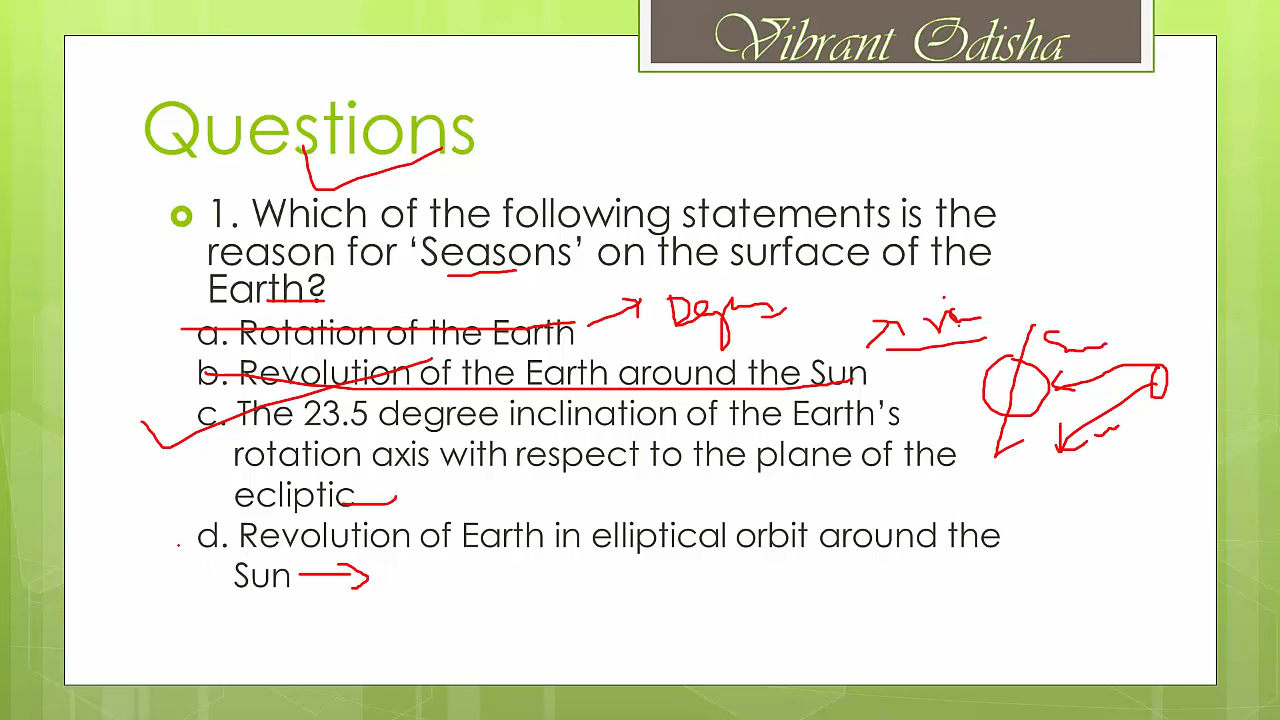 Vibrant Odisha
Questions
1. Which of the following statements is the
reason for ‘Seasons’ on the surface of the
Earth?
a. Rotation of the Earth
b. Revolution of the Earth around the Sun
c. The 23.5 degree inclination of the Earth’s
rotation axis with respect to the plane of the
ecliptic
d. Revolution of Earth in elliptical orbit around the
Sun